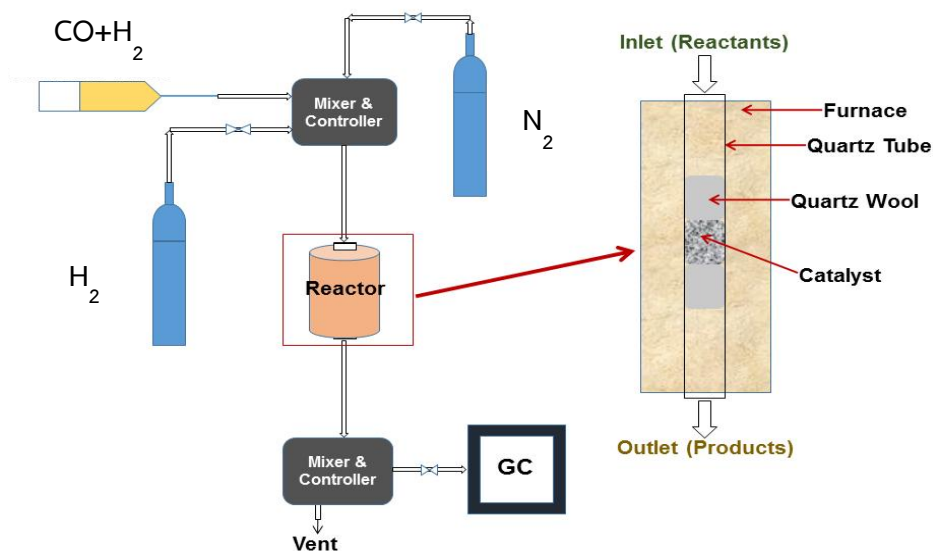 CO+H2
Mixer &
Controller
N2
H2
Reactor
Mixer &
Controller
GC
Vent
Inlet (Reactants)
Furnace
Quartz Tube
Quartz Wool
Catalyst
Outlet (Products)